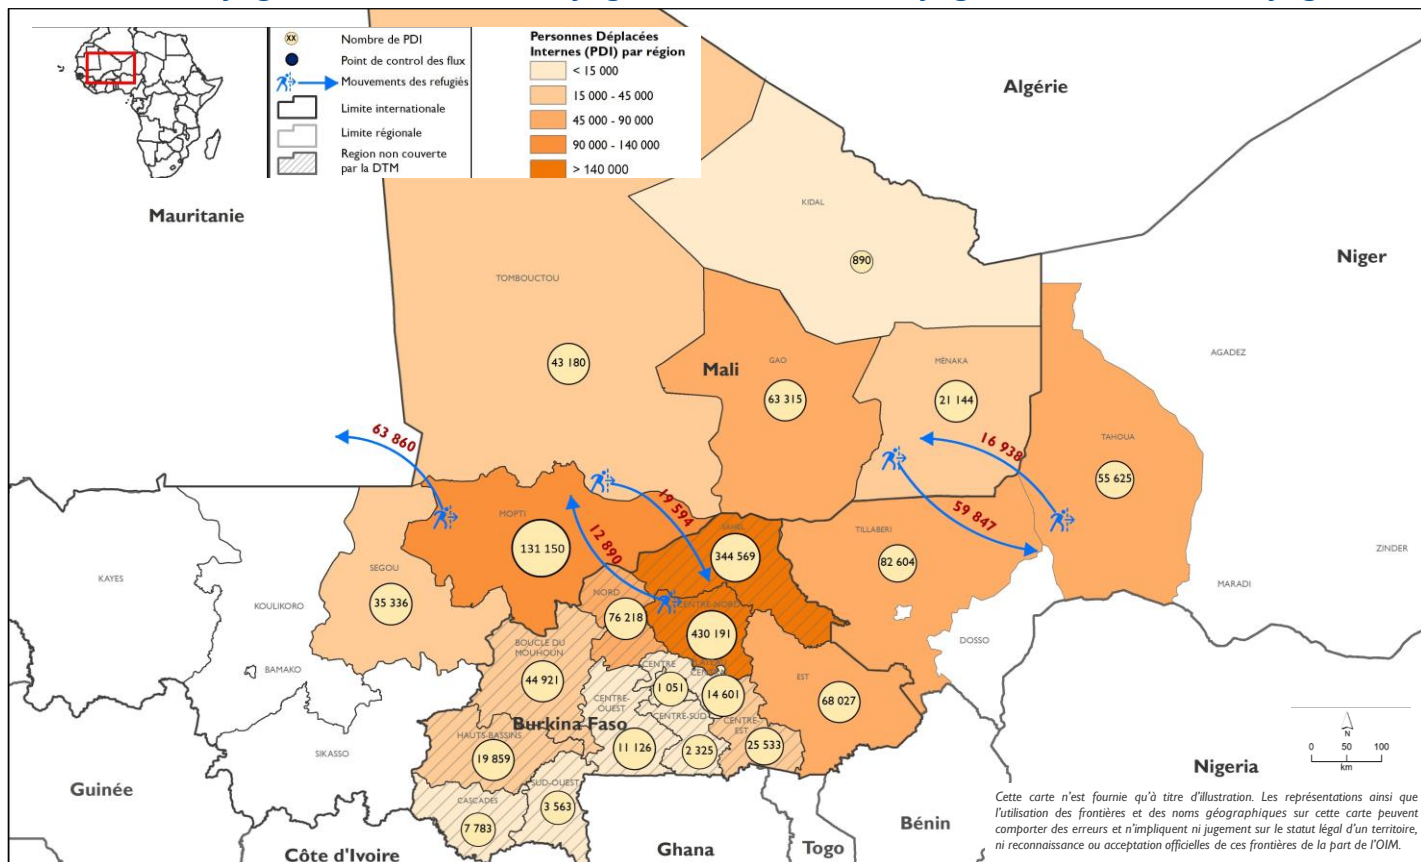 XX
Nombre de PDI
Point de control des flux
Mouvements des refugiés
Limite internationale
Limite régionale
Region non couverte
par la DTM
Personnes Déplacées
Internes (PDI) par région
< 15 000
15 000 - 45 000
45 000 - 90 000
90 000 - 140 000
> 140 000
Algérie
Mauritanie
KIDAL
890
Niger
TOMBOUCTOU
43 180
Mali
GAO
63 315
MÉNAKA
21 144
AGADEZ
63 860
16 938
TAHOUA
55 625
MOPTI
131 150
19 594
12 890
59 847
SAHEL
344 569
TILLABERI
82 604
ZINDER
MARADI
KAYES
KOULIKORO
SEGOU
35 336
NORD
76 218
CENTRE-NORD
430 191
DOSSO
BAMAKO
BOUCLE DU
MOUHOUN
44 921
CENTRE
1 051
14 601
EST
68 027
CENTRE-
OUEST
CENTRE-SUD
CENTRE-
EST
Burkina Faso
HAUTS-BASSINS
19 859
11 126
2 325
25 533
SIKASSO
SUD-OUEST
3 563
CASCADES
7 783
Guinée
Côte d'Ivoire
Ghana
Togo
Bénin
Nigeria
N
0 50 100
km
Cette carte n'est fournie qu'à titre d'illustration. Les représentations ainsi que
l'utilisation des frontières et des noms géographiques sur cette carte peuvent
comporter des erreurs et n'impliquent ni jugement sur le statut légal d'un territoire,
ni reconnaissance ou acceptation officielles de ces frontières de la part de l'OIM.